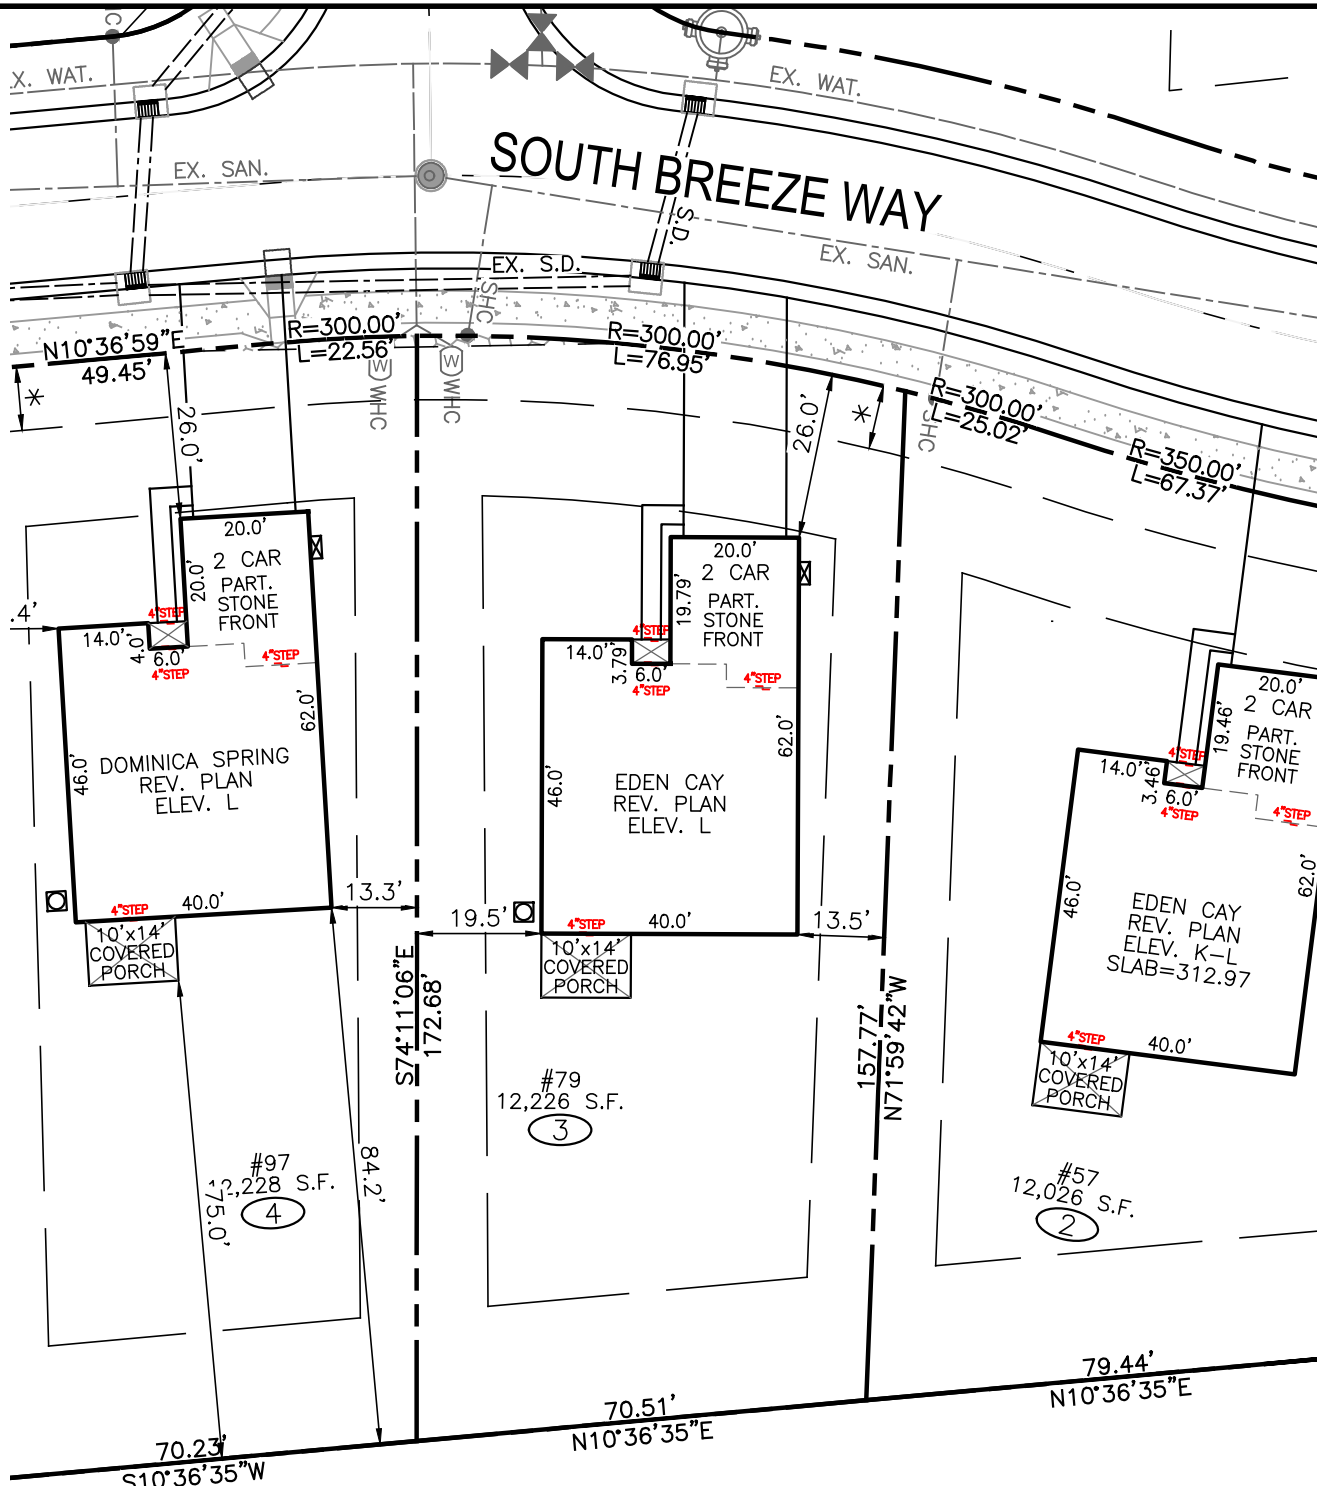 HC
EX. WAT.
EX. WAT.
EX. SAN.
SOUTH BREEZE WAY
S.D.
EX. SAN.
EX. S.D.
SHC
N10°36'59"E
49.45'
R=300.00'
L=22.56'
R=300.00'
L=76.95'
R=300.00'
L=25.02'
R=350.00'
L=67.37'
W
WHC
W
WHC
SHC
*
26.0'
26.0'
*
20.0'
2 CAR
PART.
STONE
FRONT
20.0'
4"STEP
.4'
14.0'
4.0'
6.0'
4"STEP
4"STEP
62.0'
46.0'
DOMINICA SPRING
REV. PLAN
ELEV. L
4"STEP
40.0'
10'x14'
COVERED
PORCH
13.3'
20.0'
2 CAR
PART.
STONE
FRONT
19.79'
4"STEP
14.0'
3.79'
6.0'
4"STEP
4"STEP
62.0'
46.0'
EDEN CAY
REV. PLAN
ELEV. L
19.5'
4"STEP
40.0'
10'x14'
COVERED
PORCH
13.5'
20.0'
2 CAR
PART.
STONE
FRONT
19.46'
4"STEP
14.0'
3.46'
6.0'
4"STEP
4"STEP
62.0'
46.0'
EDEN CAY
REV. PLAN
ELEV. K-L
SLAB=312.97
4"STEP
40.0'
10'x14'
COVERED
PORCH
S74°11'06"E
172.68'
157.77'
N71°59'42"W
#97
12,228 S.F.
4
75.0'
84.2'
#79
12,226 S.F.
3
#57
12,026 S.F.
2
70.23'
S10°36'35"W
70.51'
N10°36'35"E
79.44'
N10°36'35"E